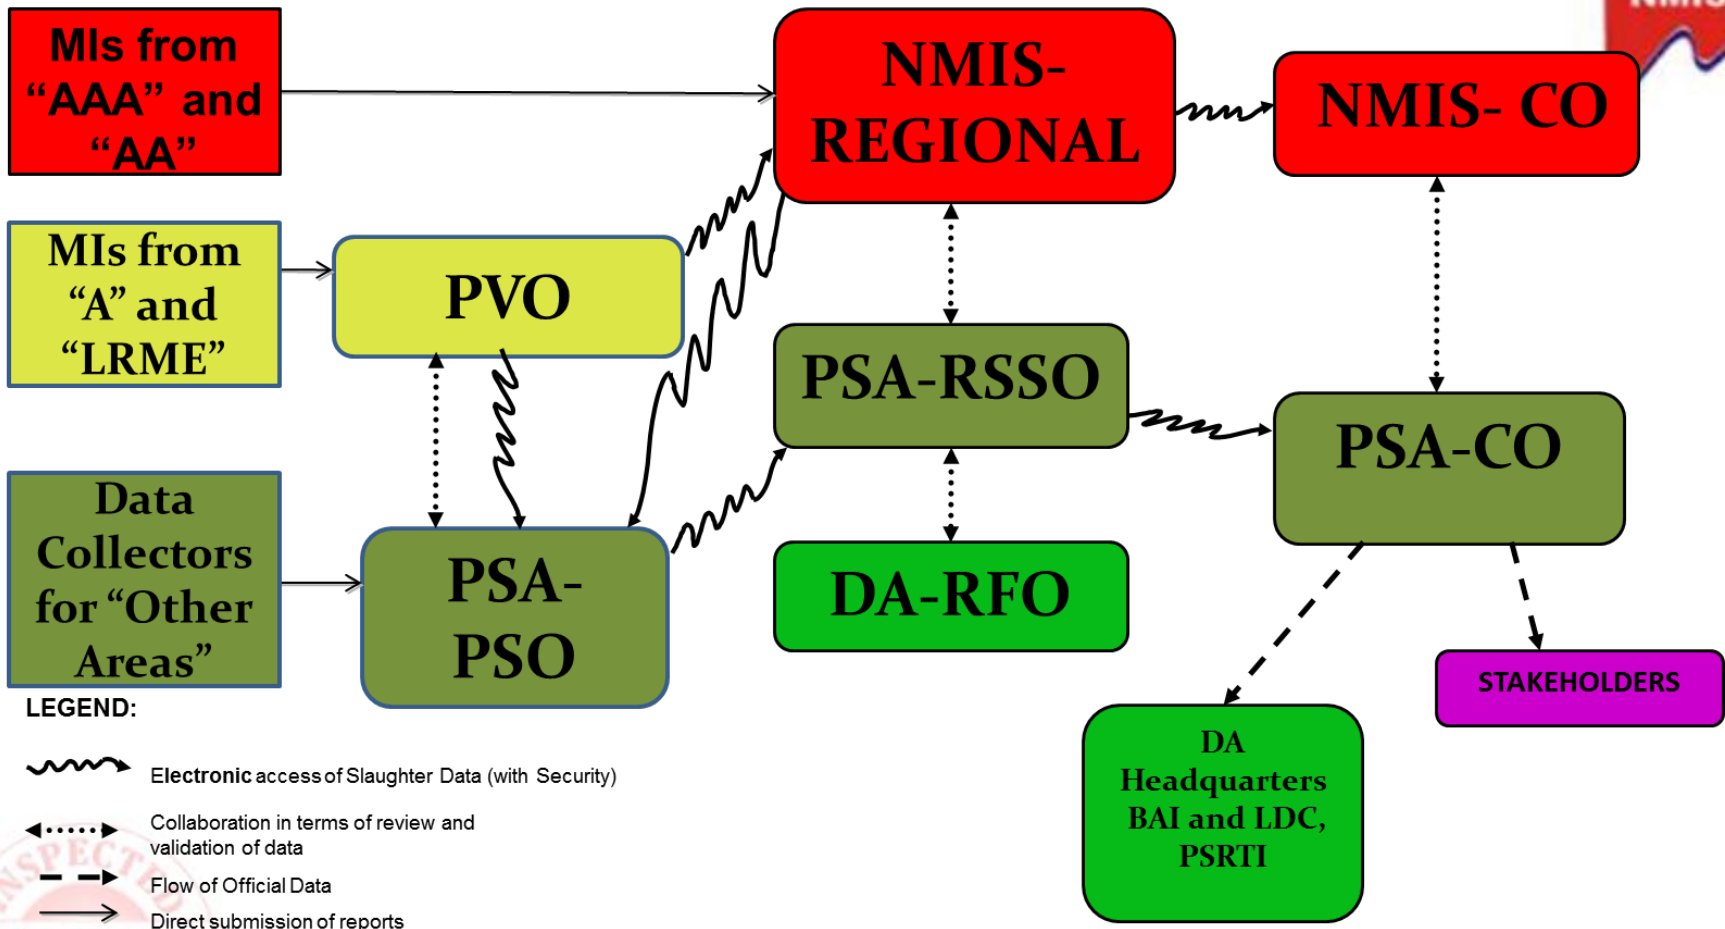 MIs from
“AAA” and
“AA”
NMIS-
REGIONAL
NMIS- CO
NMIS
MIs from
“A” and
“LRME”
PVO
PSA-RSSO
PSA-CO
Data
Collectors
for “Other
Areas”
PSA-
PSO
DA-RFO
STAKEHOLDERS
DA
Headquarters
BAI and LDC,
PSRTI
LEGEND:
Electronic access of Slaughter Data (with Security)
Collaboration in terms of review and
validation of data
Flow of Official Data
Direct submission of reports
INSPECTED